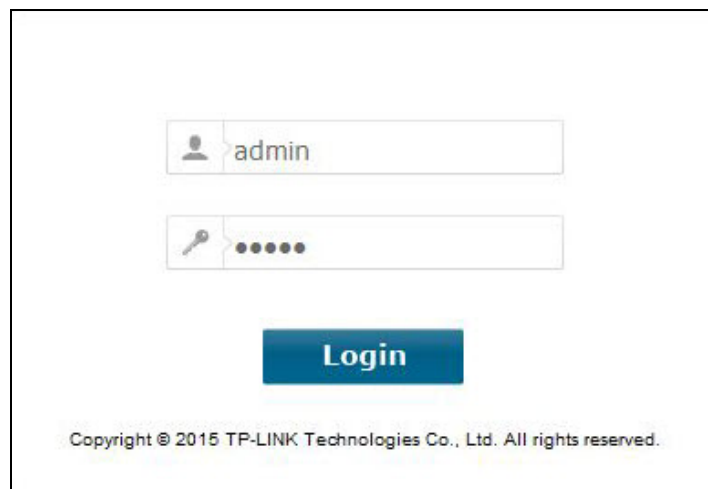 admin
•••••
Login
Copyright © 2015 TP-LINK Technologies Co., Ltd. All rights reserved.